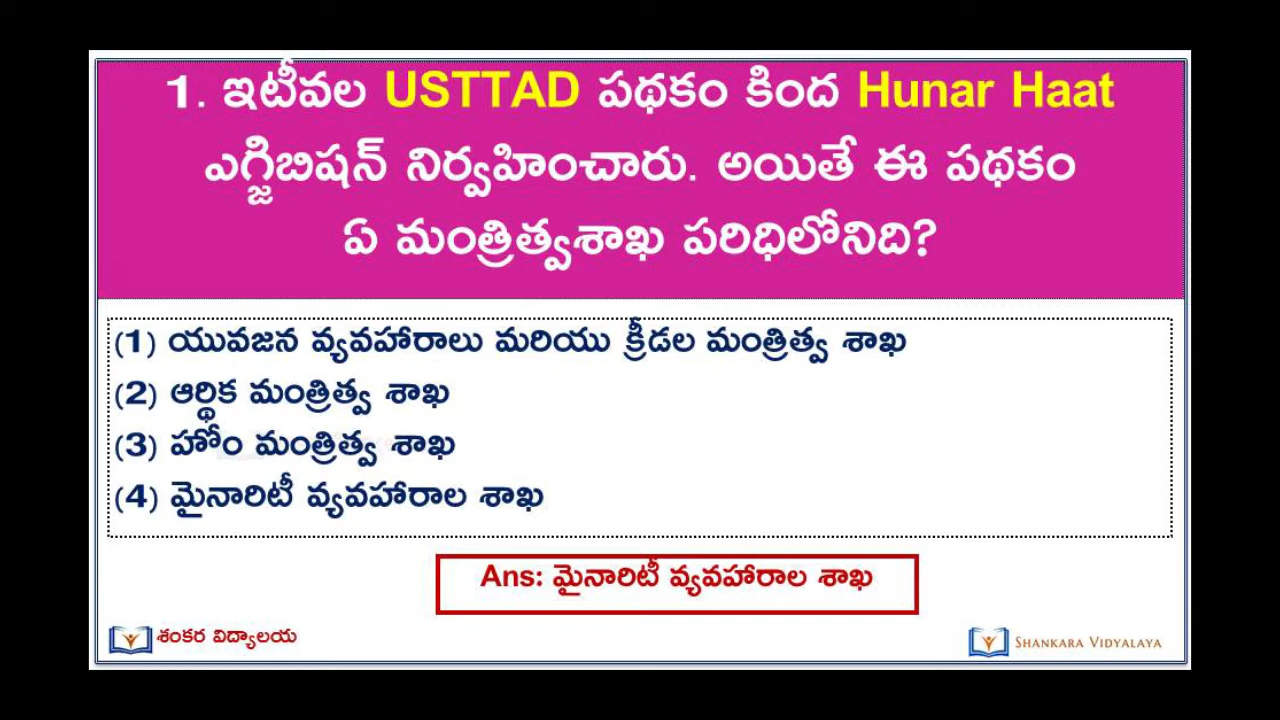 1. ఇటీవల USTTAD పథకం కింద Hunar Haat
ఎగ్జిబిషన్ నిర్వహించారు. అయితే ఈ పథకం
ఏ మంత్రిత్వశాఖ పరిధిలోనిది?
(1) యువజన వ్యవహారాలు మరియు క్రీడల మంత్రిత్వ శాఖ
(2) ఆర్థిక మంత్రిత్వ శాఖ
(3) హోం మంత్రిత్వ శాఖ
(4) మైనారిటీ వ్యవహారాల శాఖ
Ans: మైనారిటీ వ్యవహారాల శాఖ
శంకర విద్యాలయ
SHANKARA VIDYALAYA